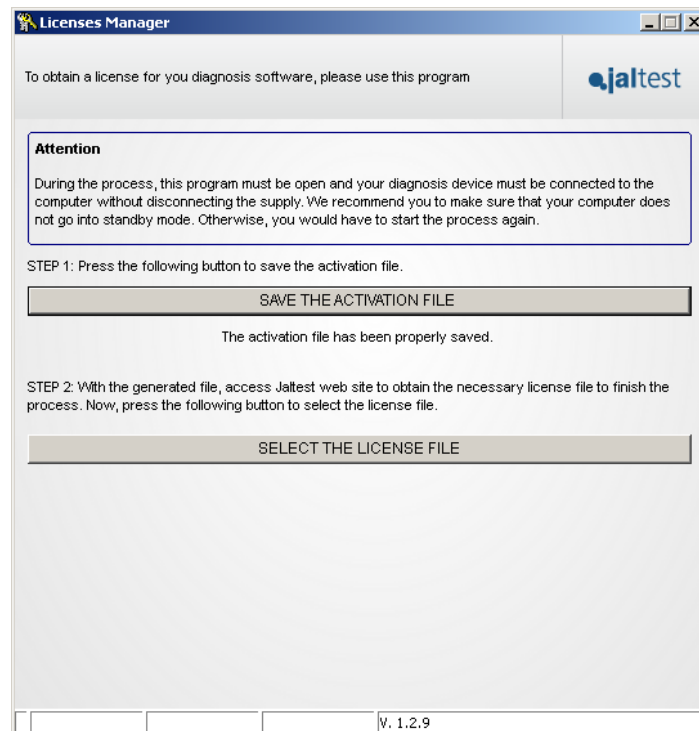 Licenses Manager
To obtain a license for you diagnosis software, please use this program
jaltest
Attention
During the process, this program must be open and your diagnosis device must be connected to the
computer without disconnecting the supply. We recommend you to make sure that your computer does
not go into standby mode. Otherwise, you would have to start the process again.
STEP 1: Press the following button to save the activation file.
SAVE THE ACTIVATION FILE
The activation file has been properly saved.
STEP 2: With the generated file, access Jaltest web site to obtain the necessary license file to finish the
process. Now, press the following button to select the license file.
SELECT THE LICENSE FILE
V. 1.2.9